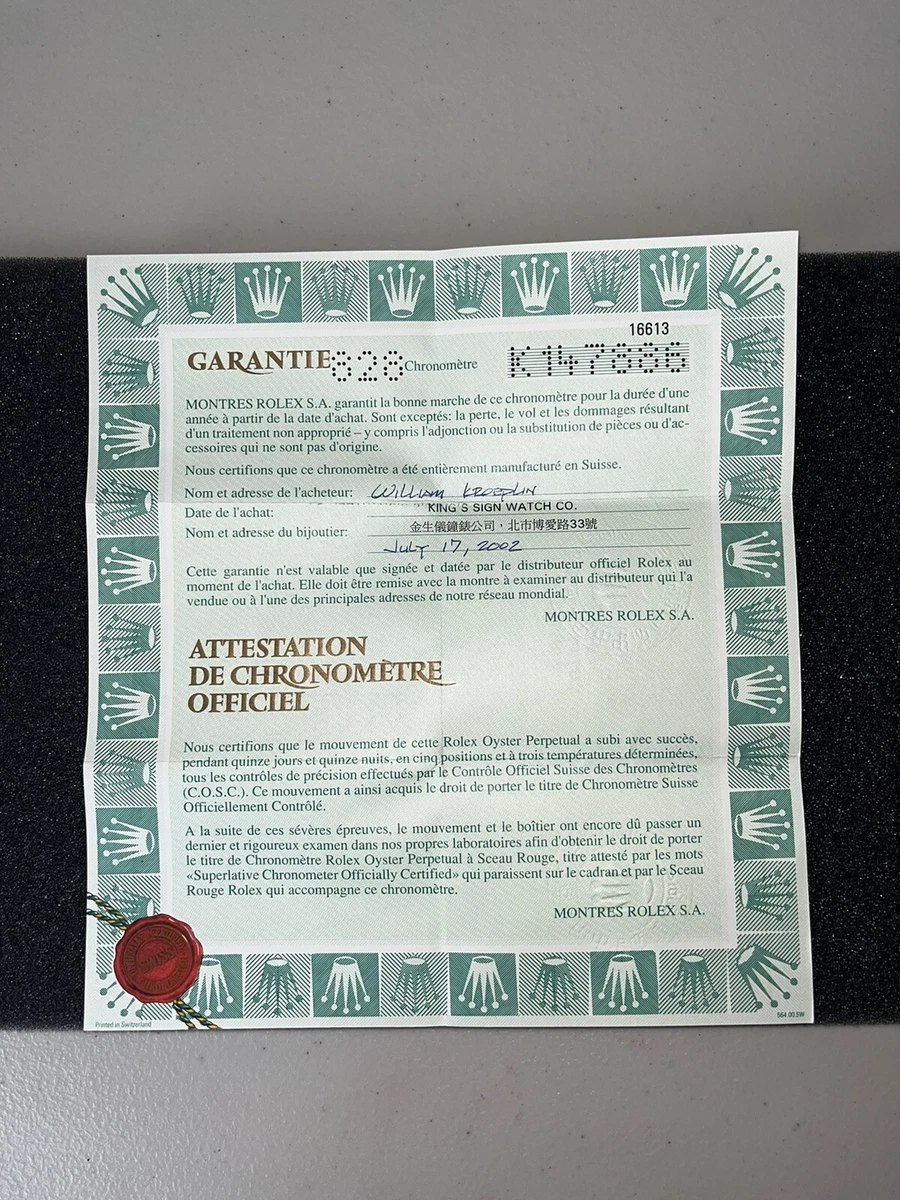 16613
GARANTIE 828 Chronomètre K147886
MONTRES ROLEX S.A. garantit la bonne marche de ce chronomètre pour la durée d'une
année à partir de la date d'achat. Sont exceptés: la perte, le vol et les dommages résultant
d'un traitement non approprié – y compris l'adjonction ou la substitution de pièces ou d'ac-
cessoires qui ne sont pas d'origine.
Nous certifions que ce chronomètre a été entièrement manufacturé en Suisse.
Nom et adresse de l'acheteur: WILLIAM KROEPLIN
Date de l'achat: KING'S SIGN WATCH CO.
Nom et adresse du bijoutier: 金生儀鐘錶公司，北市博愛路33號
July 17, 2002
Cette garantie n'est valable que signée et datée par le distributeur officiel Rolex au
moment de l'achat. Elle doit être remise avec la montre à examiner au distributeur qui l'a
vendue ou à l'une des principales adresses de notre réseau mondial.
MONTRES ROLEX S.A.
ATTESTATION
DE CHRONOMÈTRE
OFFICIEL
Nous certifions que le mouvement de cette Rolex Oyster Perpetual a subi avec succès,
pendant quinze jours et quinze nuits, en cinq positions et à trois températures déterminées,
tous les contrôles de précision effectués par le Contrôle Officiel Suisse des Chronomètres
(C.O.S.C.). Ce mouvement a ainsi acquis le droit de porter le titre de Chronomètre Suisse
Officiellement Contrôlé.
A la suite de ces sévères épreuves, le mouvement et le boîtier ont encore dû passer un
dernier et rigoureux examen dans nos propres laboratoires afin d'obtenir le droit de porter
le titre de Chronomètre Rolex Oyster Perpetual à Sceau Rouge, titre attesté par les mots
«Superlative Chronometer Officially Certified» qui paraissent sur le cadran et par le Sceau
Rouge Rolex qui accompagne ce chronomètre.
MONTRES ROLEX S.A.
SWISS
Printed in Switzerland
564.00.5W